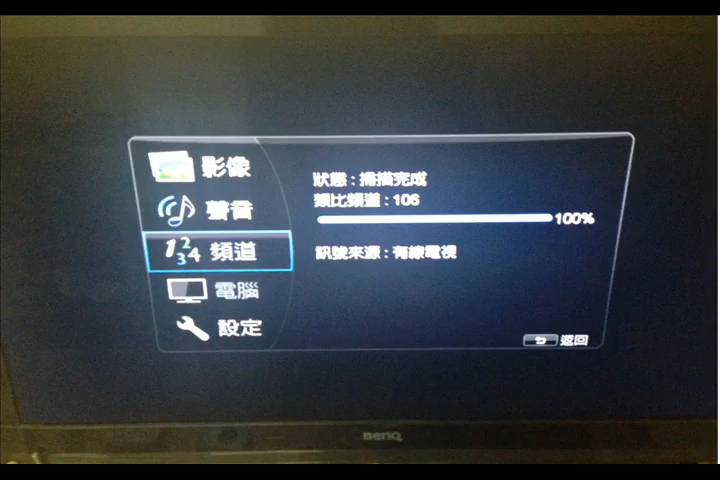 影像
聲音
1234 頻道
電腦
設定
狀態 : 掃描完成
類比頻道 : 106
100%
訊號來源 : 有線電視
返回
BenQ